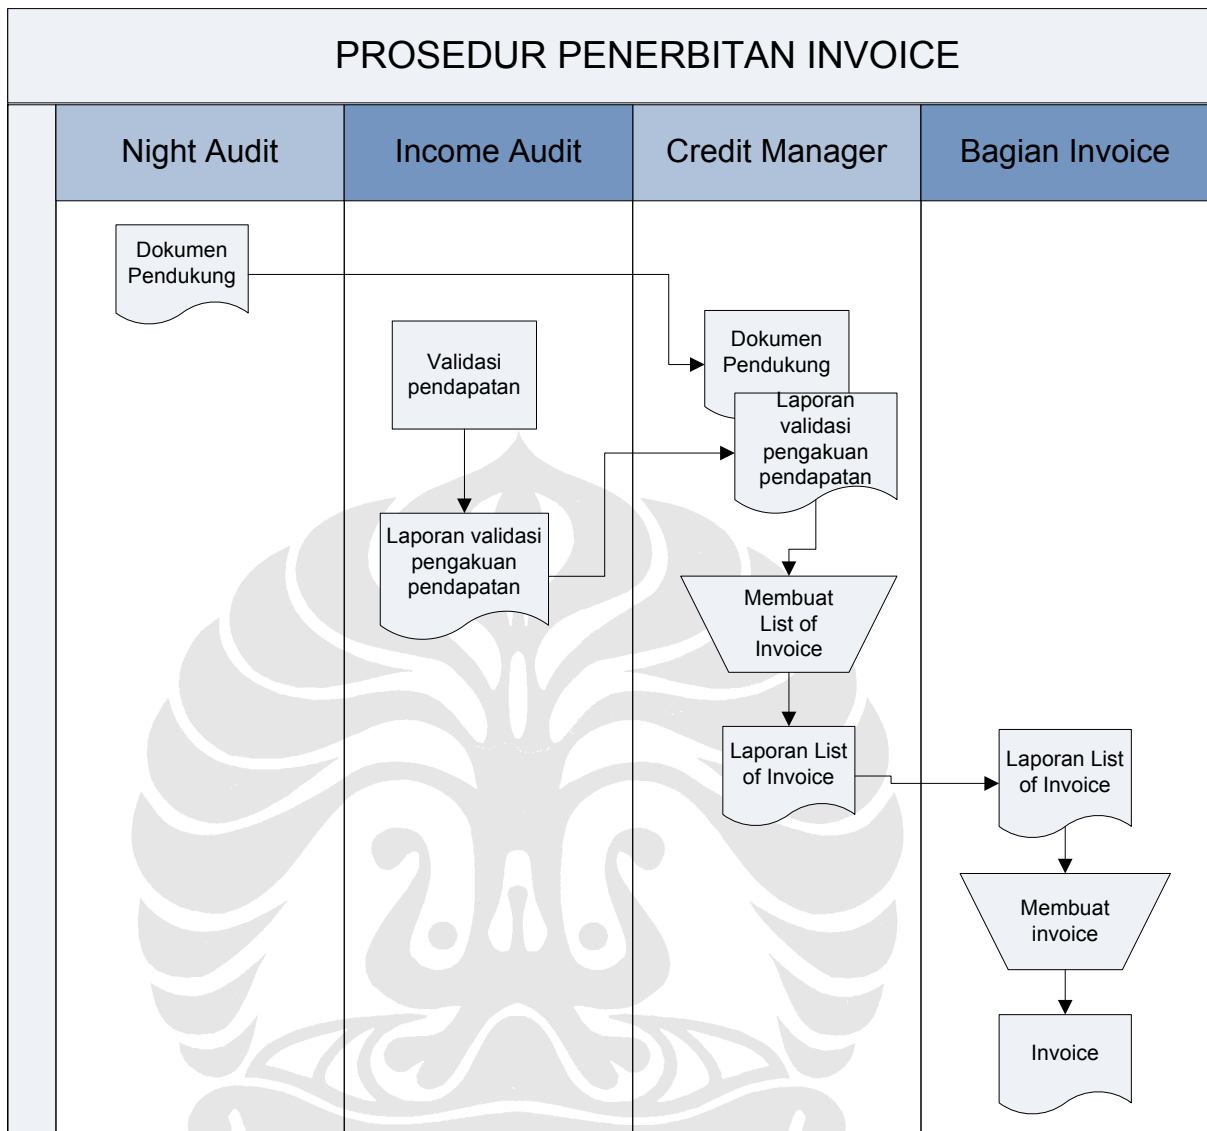 PROSEDUR PENERBITAN INVOICE
Night Audit
Income Audit
Credit Manager
Bagian Invoice
Dokumen
Pendukung
Validasi
pendapatan
Laporan validasi
pengakuan
pendapatan
Dokumen
Pendukung
Laporan
validasi
pengakuan
pendapatan
Membuat
List of
Invoice
Laporan List
of Invoice
Laporan List
of Invoice
Membuat
invoice
Invoice